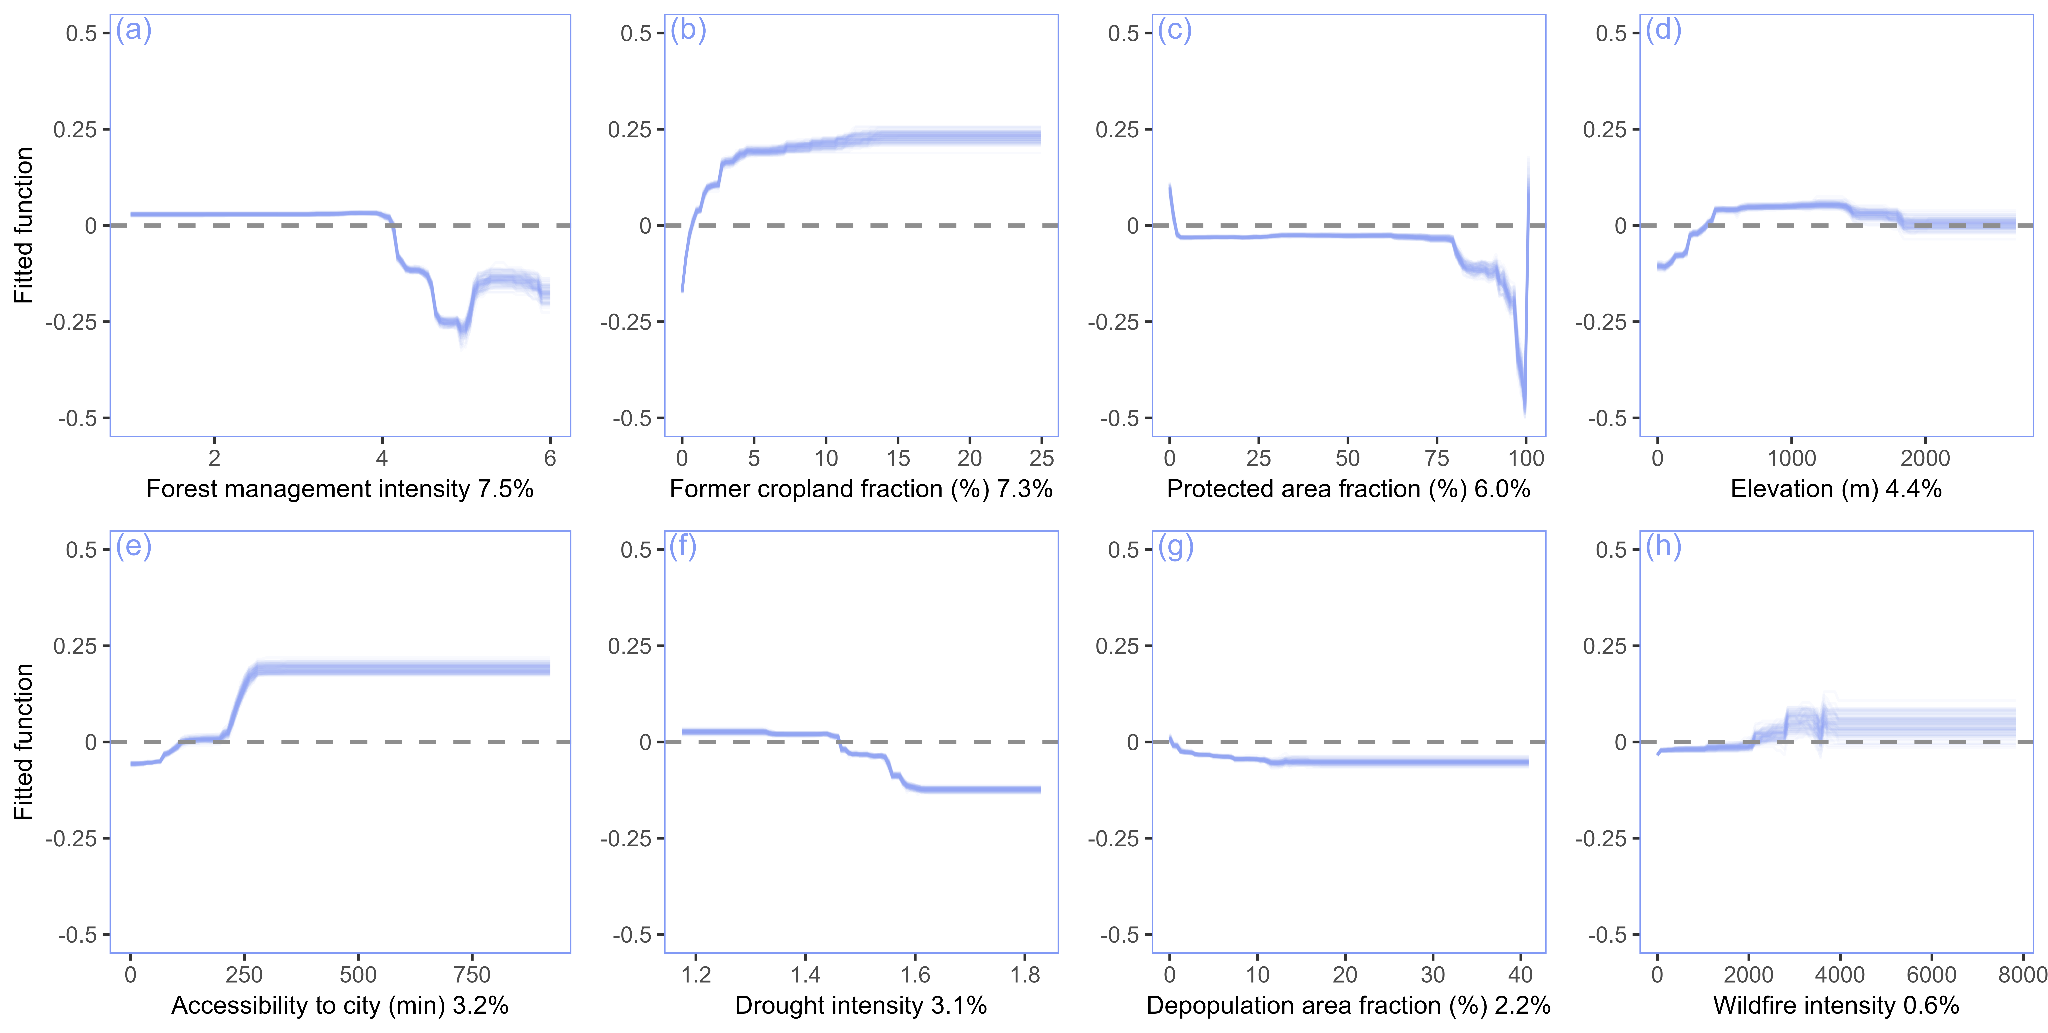 (a) (b) (c) (d)
0.5 0.5 0.5 0.5
0.25 0.25 0.25 0.25
0 0 0 0
-0.25 -0.25 -0.25 -0.25
-0.5 -0.5 -0.5 -0.5
Fitted function
2 4 6 0 5 10 15 20 25 0 25 50 75 100 0 1000 2000
Forest management intensity 7.5% Former cropland fraction (%) 7.3% Protected area fraction (%) 6.0% Elevation (m) 4.4%
(e) (f) (g) (h)
0.5 0.5 0.5 0.5
0.25 0.25 0.25 0.25
0 0 0 0
-0.25 -0.25 -0.25 -0.25
-0.5 -0.5 -0.5 -0.5
Fitted function
0 250 500 750 1.2 1.4 1.6 1.8 0 10 20 30 40 0 2000 4000 6000 8000
Accessibility to city (min) 3.2% Drought intensity 3.1% Depopulation area fraction (%) 2.2% Wildfire intensity 0.6%